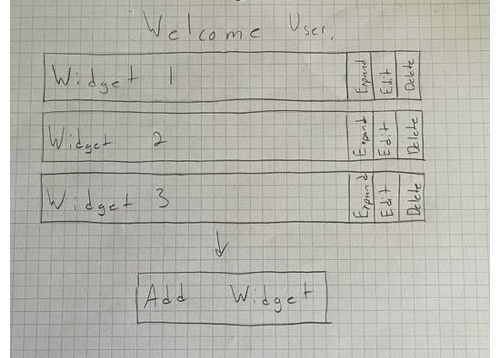 Welcome User,
Widget 1 Expand Edit Delete
Widget 2 Expand Edit Delete
Widget 3 Expand Edit Delete
Add Widget